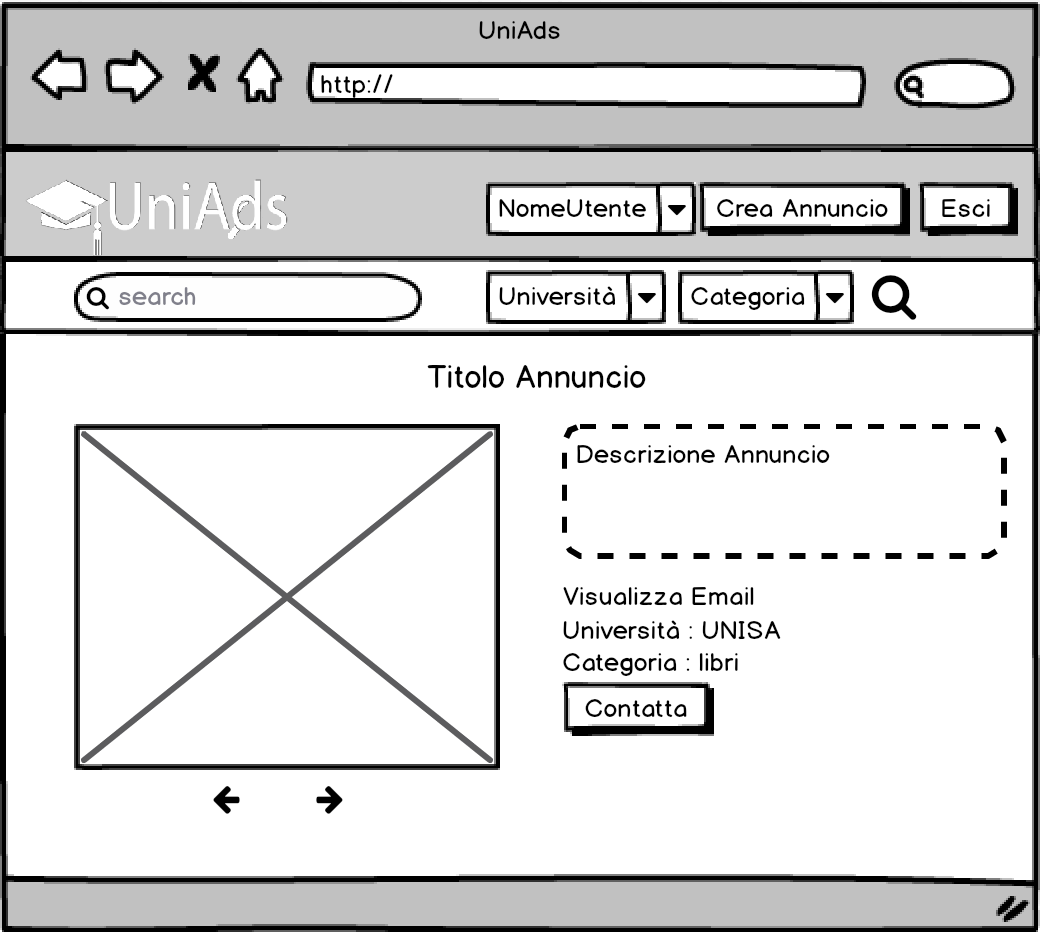 UniAds
http://
UniAds
NomeUtente
Crea Annuncio
Esci
search
Università
Categoria
Titolo Annuncio
Descrizione Annuncio
Visualizza Email
Università : UNISA
Categoria : libri
Contatta